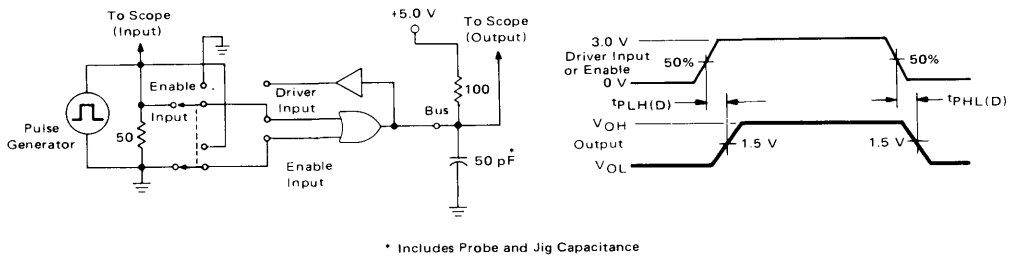 To Scope
(Input)
+5.0 V
To Scope
(Output)
Enable
Input
Driver
Input
100
Bus
50
Pulse
Generator
Enable
Input
50 pF*
3.0 V
Driver Input
or Enable
0 V
50%
50%
tPLH(D)
tPHL(D)
VOH
Output
VOL
1.5 V
1.5 V
* Includes Probe and Jig Capacitance